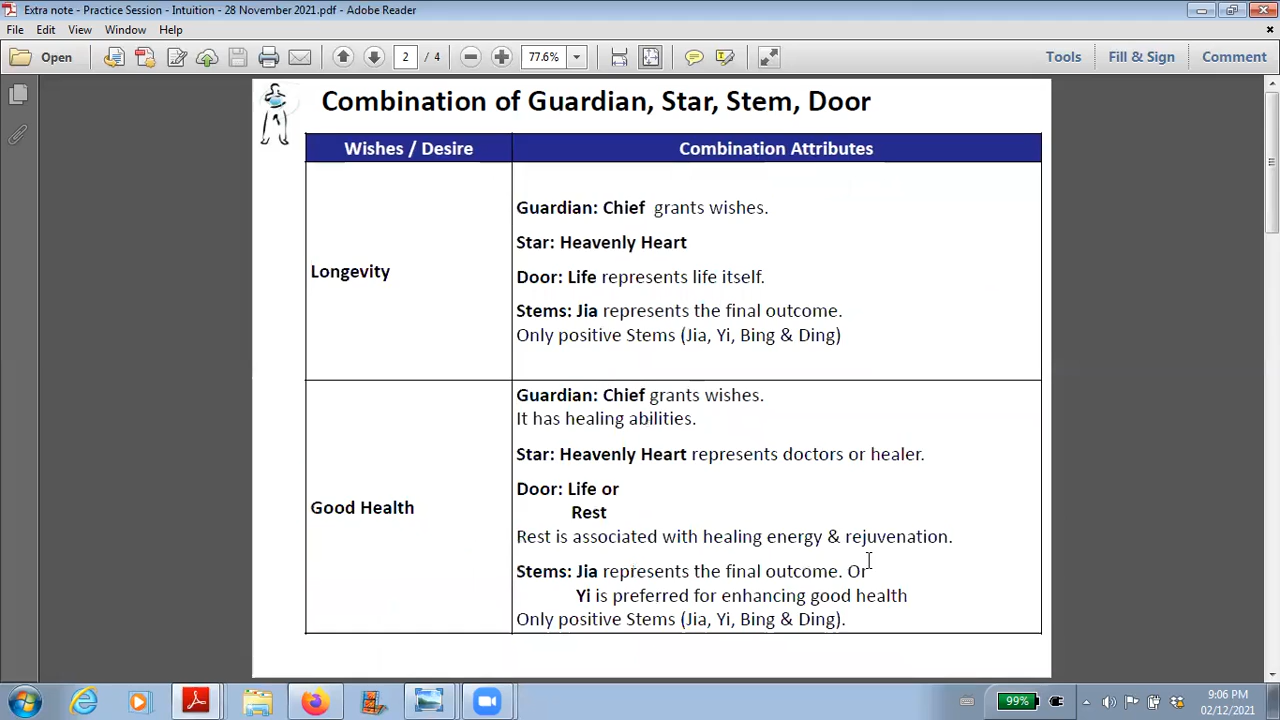 Extra note - Practice Session - Intuition - 28 November 2021.pdf - Adobe Reader
File Edit View Window Help
Open 2 / 4 77.6% Tools Fill & Sign Comment
Combination of Guardian, Star, Stem, Door
Wishes / Desire Combination Attributes
Longevity
Guardian: Chief grants wishes.
Star: Heavenly Heart
Door: Life represents life itself.
Stems: Jia represents the final outcome.
Only positive Stems (Jia, Yi, Bing & Ding)
Good Health
Guardian: Chief grants wishes.
It has healing abilities.
Star: Heavenly Heart represents doctors or healer.
Door: Life or
Rest
Rest is associated with healing energy & rejuvenation.
Stems: Jia represents the final outcome. Or
Yi is preferred for enhancing good health
Only positive Stems (Jia, Yi, Bing & Ding).
99%
9:06 PM
02/12/2021